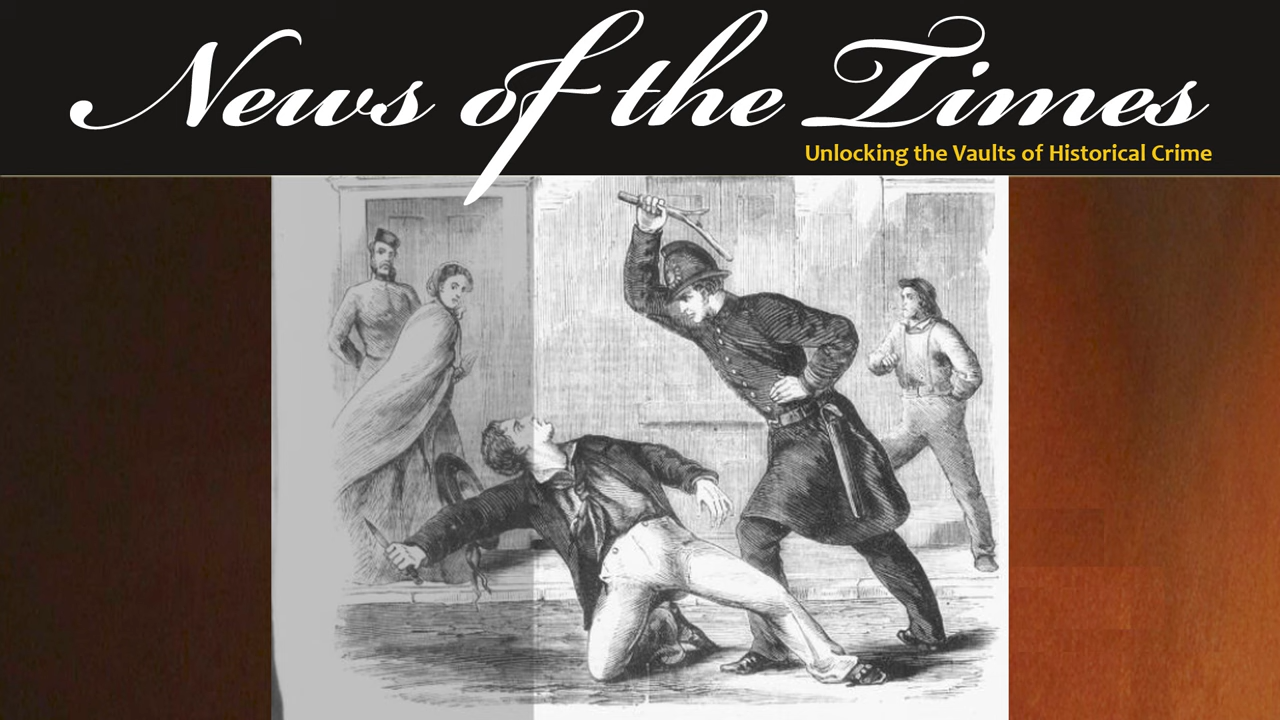 News of the Times
Unlocking the Vaults of Historical Crime